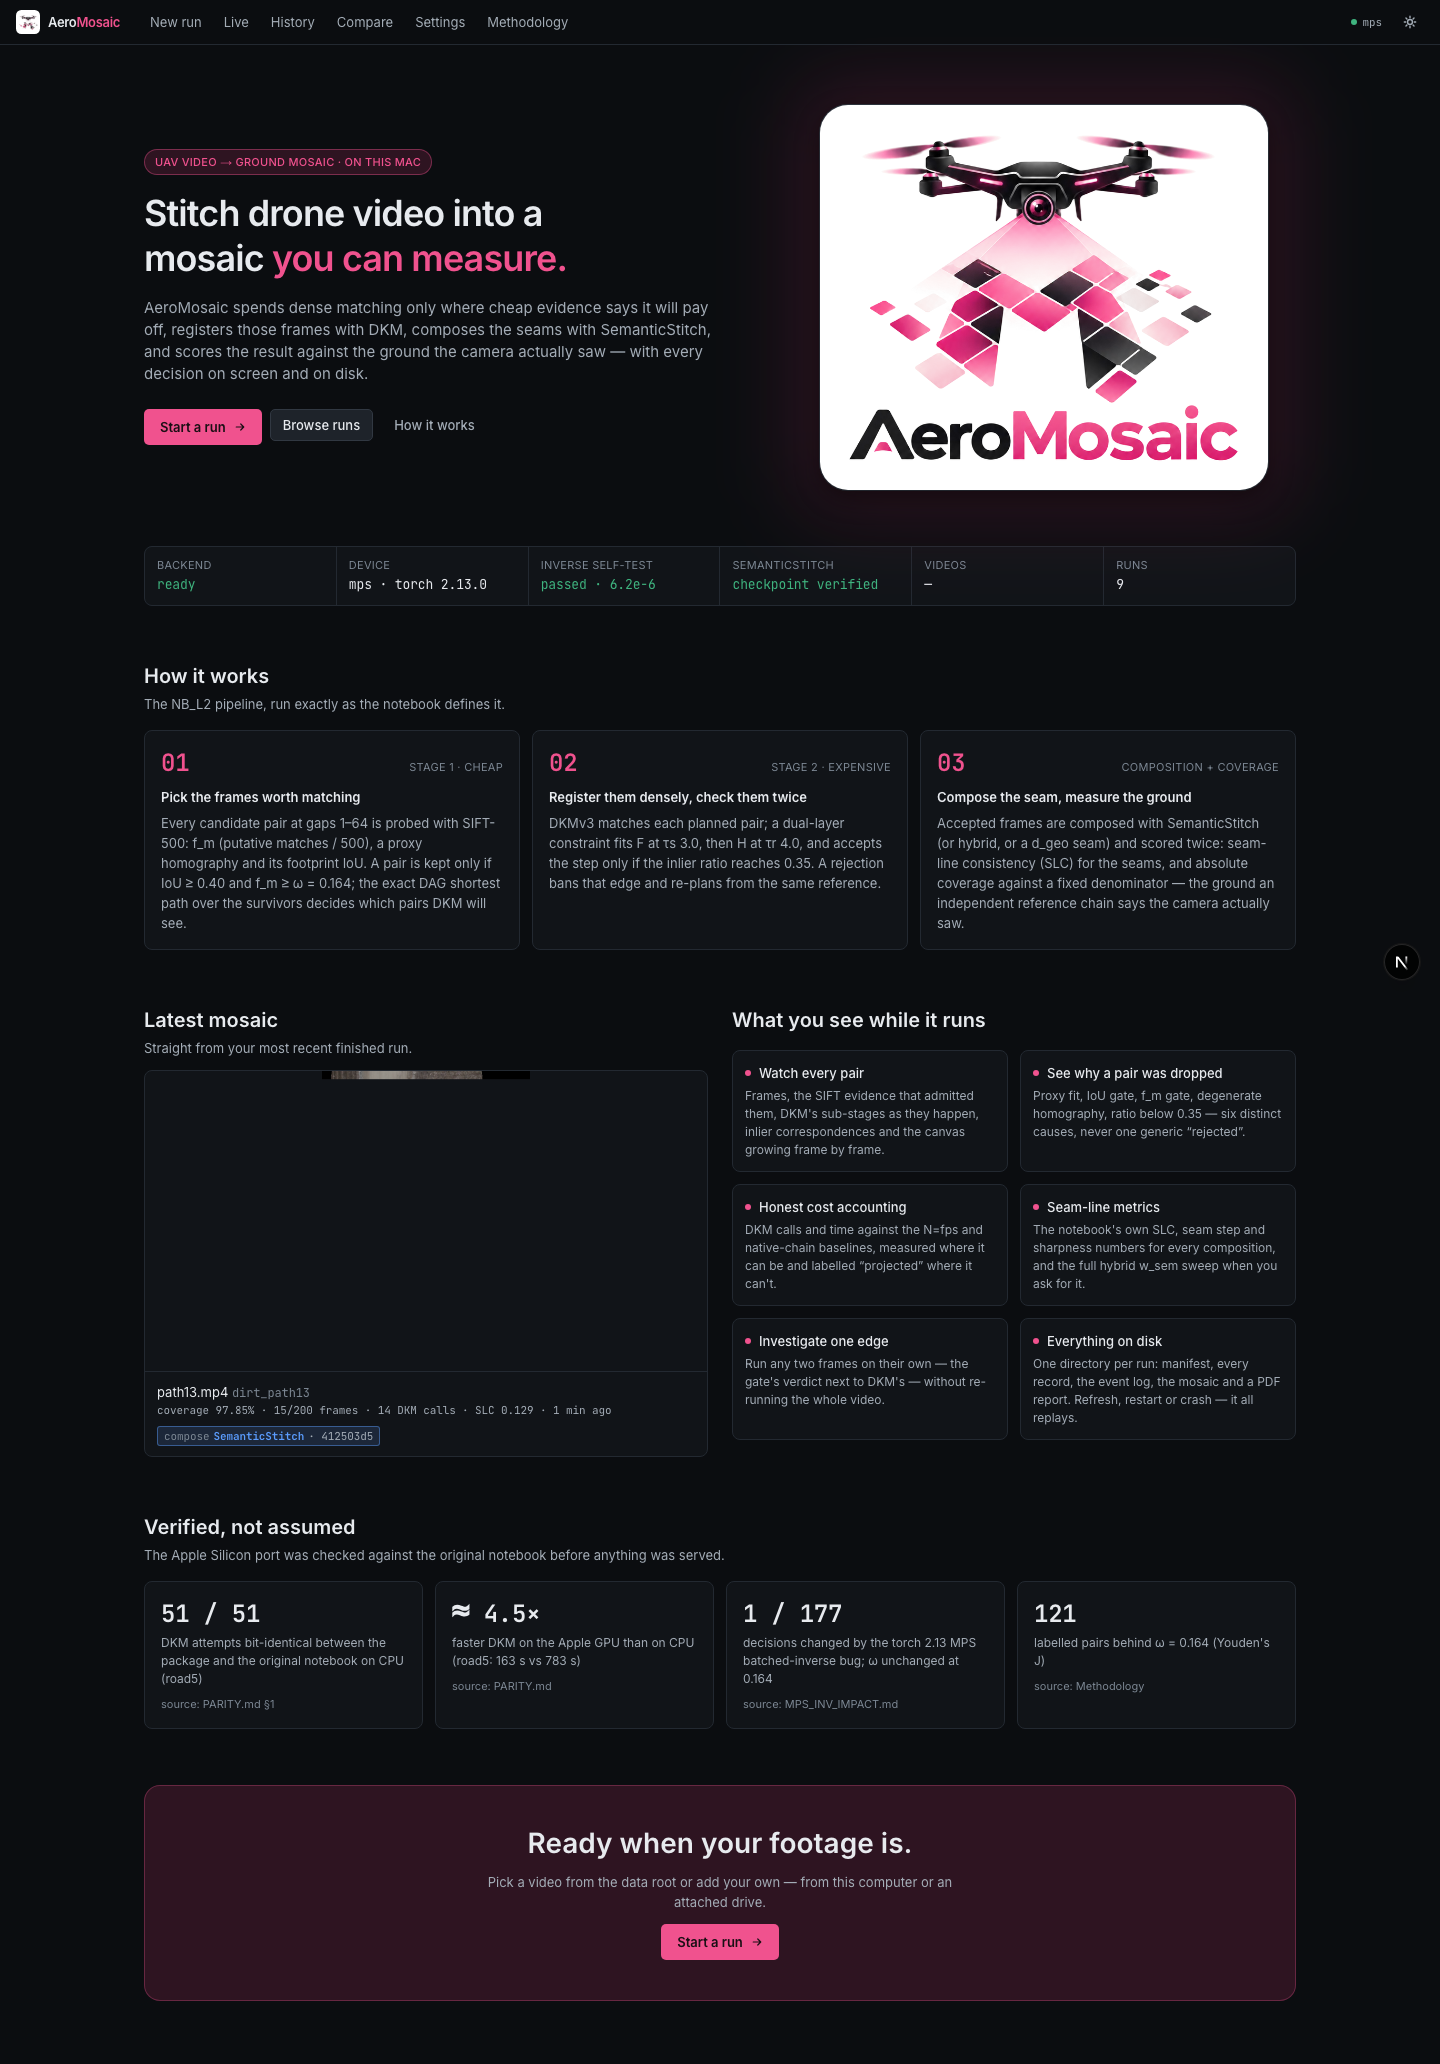 AeroMosaic New run Live History Compare Settings Methodology mps
UAV VIDEO → GROUND MOSAIC · ON THIS MAC
Stitch drone video into a
mosaic you can measure.
AeroMosaic spends dense matching only where cheap evidence says it will pay
off, registers those frames with DKM, composes the seams with SemanticStitch,
and scores the result against the ground the camera actually saw — with every
decision on screen and on disk.
Start a run → Browse runs How it works
AeroMosaic
BACKEND DEVICE INVERSE SELF-TEST SEMANTICSTITCH VIDEOS RUNS
ready mps · torch 2.13.0 passed · 6.2e-6 checkpoint verified — 9
How it works
The NB_L2 pipeline, run exactly as the notebook defines it.
01 STAGE 1 · CHEAP
Pick the frames worth matching
Every candidate pair at gaps 1–64 is probed with SIFT-
500: f_m (putative matches / 500), a proxy
homography and its footprint IoU. A pair is kept only if
IoU ≥ 0.40 and f_m ≥ ω = 0.164; the exact DAG shortest
path over the survivors decides which pairs DKM will
see.
02 STAGE 2 · EXPENSIVE
Register them densely, check them twice
DKMv3 matches each planned pair; a dual-layer
constraint fits F at τs 3.0, then H at τr 4.0, and accepts
the step only if the inlier ratio reaches 0.35. A rejection
bans that edge and re-plans from the same reference.
03 COMPOSITION + COVERAGE
Compose the seam, measure the ground
Accepted frames are composed with SemanticStitch
(or hybrid, or a d_geo seam) and scored twice: seam-
line consistency (SLC) for the seams, and absolute
coverage against a fixed denominator — the ground an
independent reference chain says the camera actually
saw.
N
Latest mosaic
Straight from your most recent finished run.
path13.mp4 dirt_path13
coverage 97.85% · 15/200 frames · 14 DKM calls · SLC 0.129 · 1 min ago
compose SemanticStitch · 412503d5
What you see while it runs
Watch every pair
Frames, the SIFT evidence that admitted
them, DKM's sub-stages as they happen,
inlier correspondences and the canvas
growing frame by frame.
See why a pair was dropped
Proxy fit, IoU gate, f_m gate, degenerate
homography, ratio below 0.35 — six distinct
causes, never one generic “rejected”.
Honest cost accounting
DKM calls and time against the N=fps and
native-chain baselines, measured where it
can be and labelled “projected” where it
can't.
Seam-line metrics
The notebook's own SLC, seam step and
sharpness numbers for every composition,
and the full hybrid w_sem sweep when you
ask for it.
Investigate one edge
Run any two frames on their own — the
gate's verdict next to DKM's — without re-
running the whole video.
Everything on disk
One directory per run: manifest, every
record, the event log, the mosaic and a PDF
report. Refresh, restart or crash — it all
replays.
Verified, not assumed
The Apple Silicon port was checked against the original notebook before anything was served.
51 / 51
DKM attempts bit-identical between the
package and the original notebook on CPU
(road5)
source: PARITY.md §1
≈ 4.5×
faster DKM on the Apple GPU than on CPU
(road5: 163 s vs 783 s)
source: PARITY.md
1 / 177
decisions changed by the torch 2.13 MPS
batched-inverse bug; ω unchanged at
0.164
source: MPS_INV_IMPACT.md
121
labelled pairs behind ω = 0.164 (Youden's
J)
source: Methodology
Ready when your footage is.
Pick a video from the data root or add your own — from this computer or an
attached drive.
Start a run →